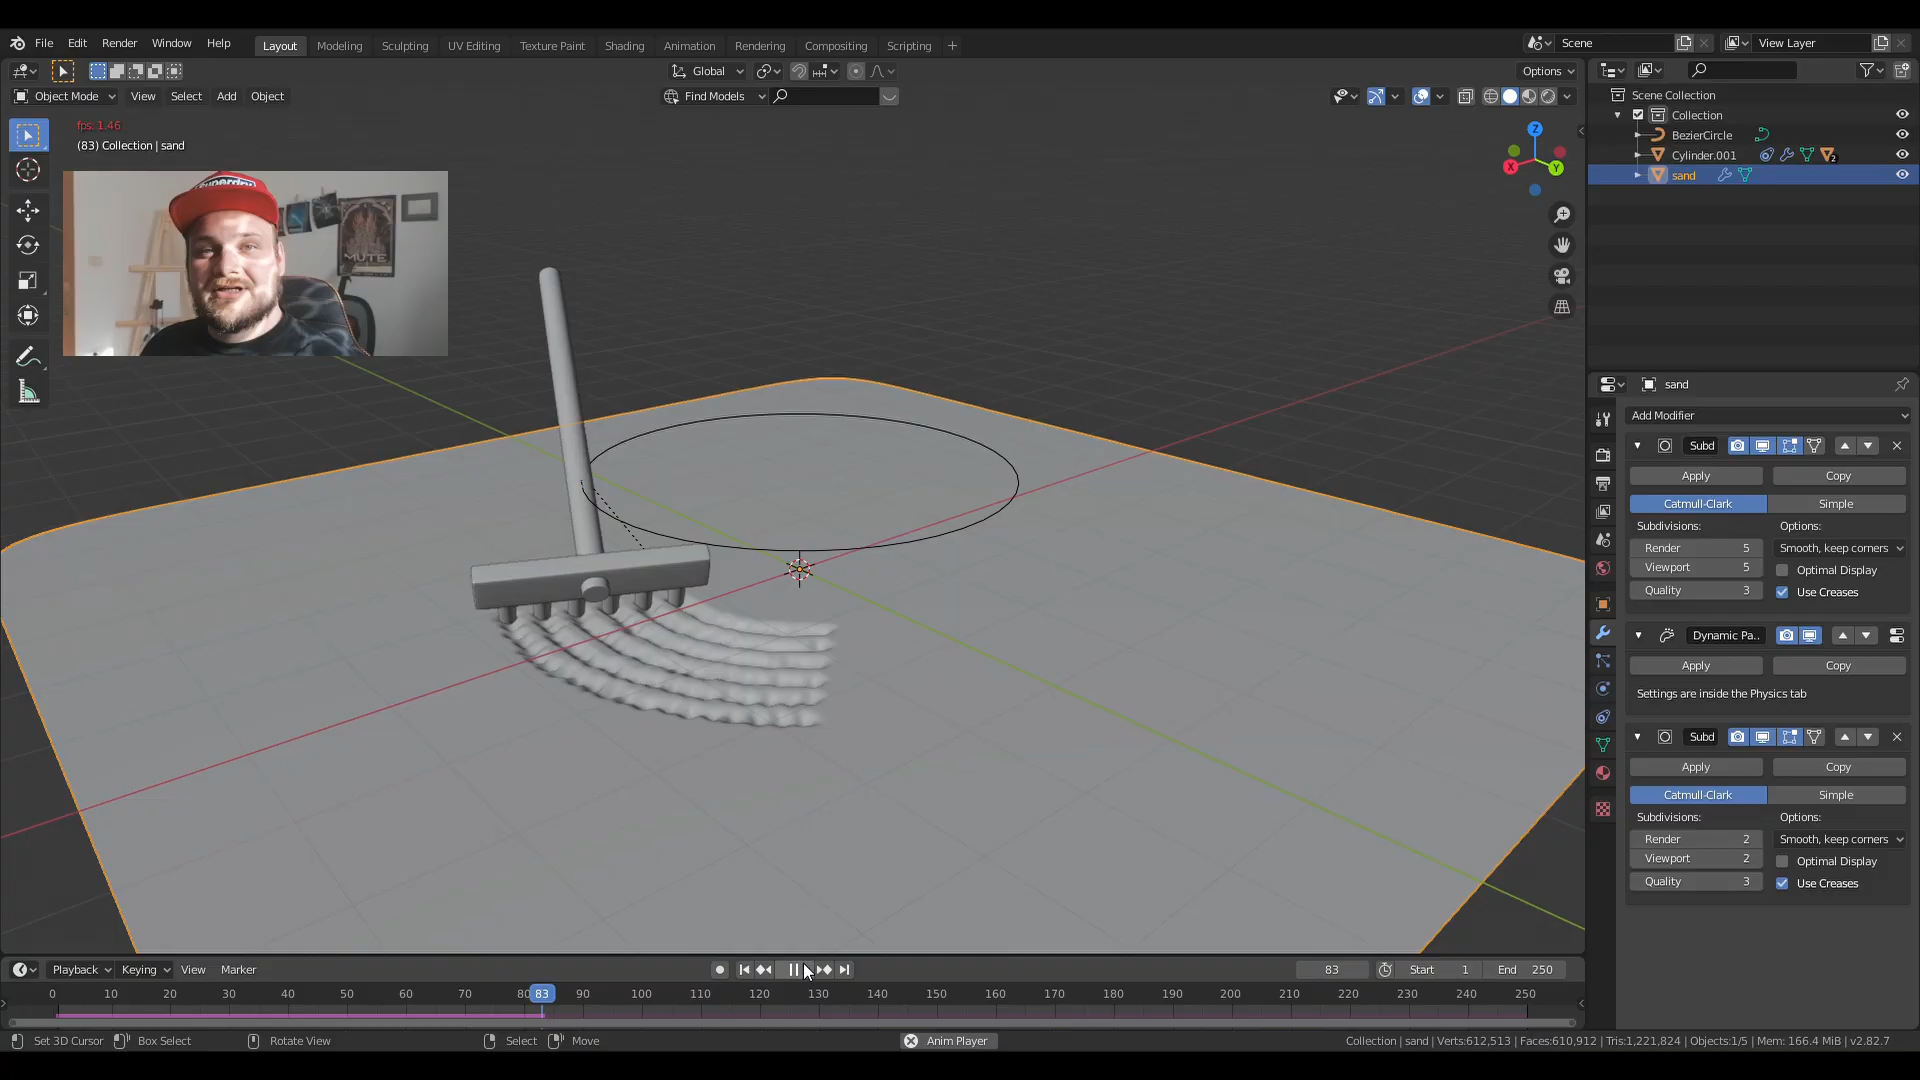 File Edit Render Window Help Layout Modeling Sculpting UV Editing Texture Paint Shading Animation Rendering Compositing Scripting + Scene View Layer
Global Options
Object Mode View Select Add Object Find Models
fps: 1.46
(83) Collection | sand
Superdry
MUTE
Z
X
Y
Scene Collection
Collection
BezierCircle
Cylinder.001 2
sand
sand
Add Modifier
Subd
Apply Copy
Catmull-Clark Simple
Subdivisions: Options:
Render 5 Smooth, keep corners
Viewport 5 Optimal Display
Quality 3 Use Creases
Dynamic Pa..
Apply Copy
Settings are inside the Physics tab
Subd
Apply Copy
Catmull-Clark Simple
Subdivisions: Options:
Render 2 Smooth, keep corners
Viewport 2 Optimal Display
Quality 3 Use Creases
Playback Keying View Marker 83 Start 1 End 250
0 10 20 30 40 50 60 70 80 83 90 100 110 120 130 140 150 160 170 180 190 200 210 220 230 240 250
Set 3D Cursor Box Select Rotate View Select Move Anim Player Collection | sand | Verts:612,513 | Faces:610,912 | Tris:1,221,824 | Objects:1/5 | Mem: 166.4 MiB | v2.82.7